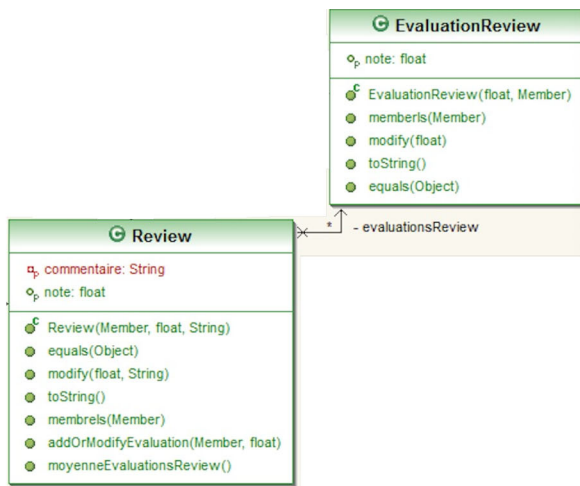 EvaluationReview
note: float
EvaluationReview(float, Member)
memberIs(Member)
modify(float)
toString()
equals(Object)
* - evaluationsReview
Review
commentaire: String
note: float
Review(Member, float, String)
equals(Object)
modify(float, String)
toString()
membreIs(Member)
addOrModifyEvaluation(Member, float)
moyenneEvaluationsReview()